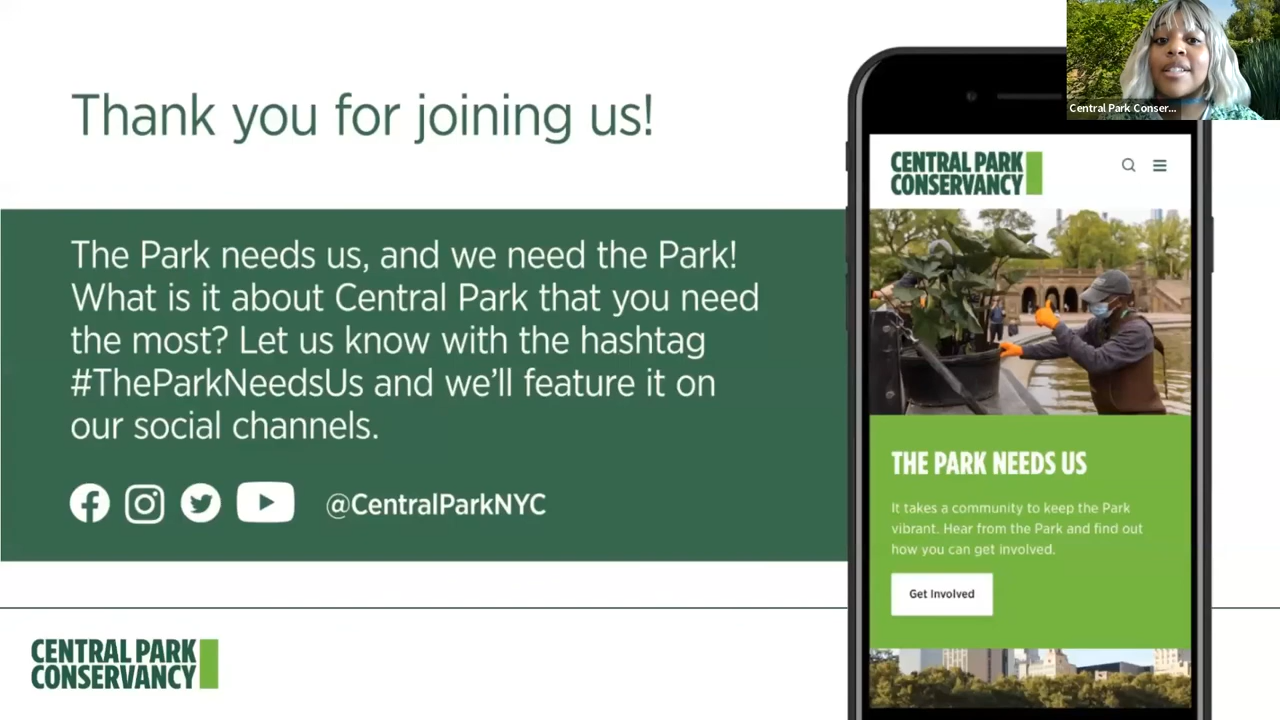 Thank you for joining us!
The Park needs us, and we need the Park!
What is it about Central Park that you need
the most? Let us know with the hashtag
#TheParkNeedsUs and we'll feature it on
our social channels.
@CentralParkNYC
CENTRAL PARK
CONSERVANCY
Central Park Conser...
CENTRAL PARK
CONSERVANCY
THE PARK NEEDS US
It takes a community to keep the Park
vibrant. Hear from the Park and find out
how you can get involved.
Get Involved